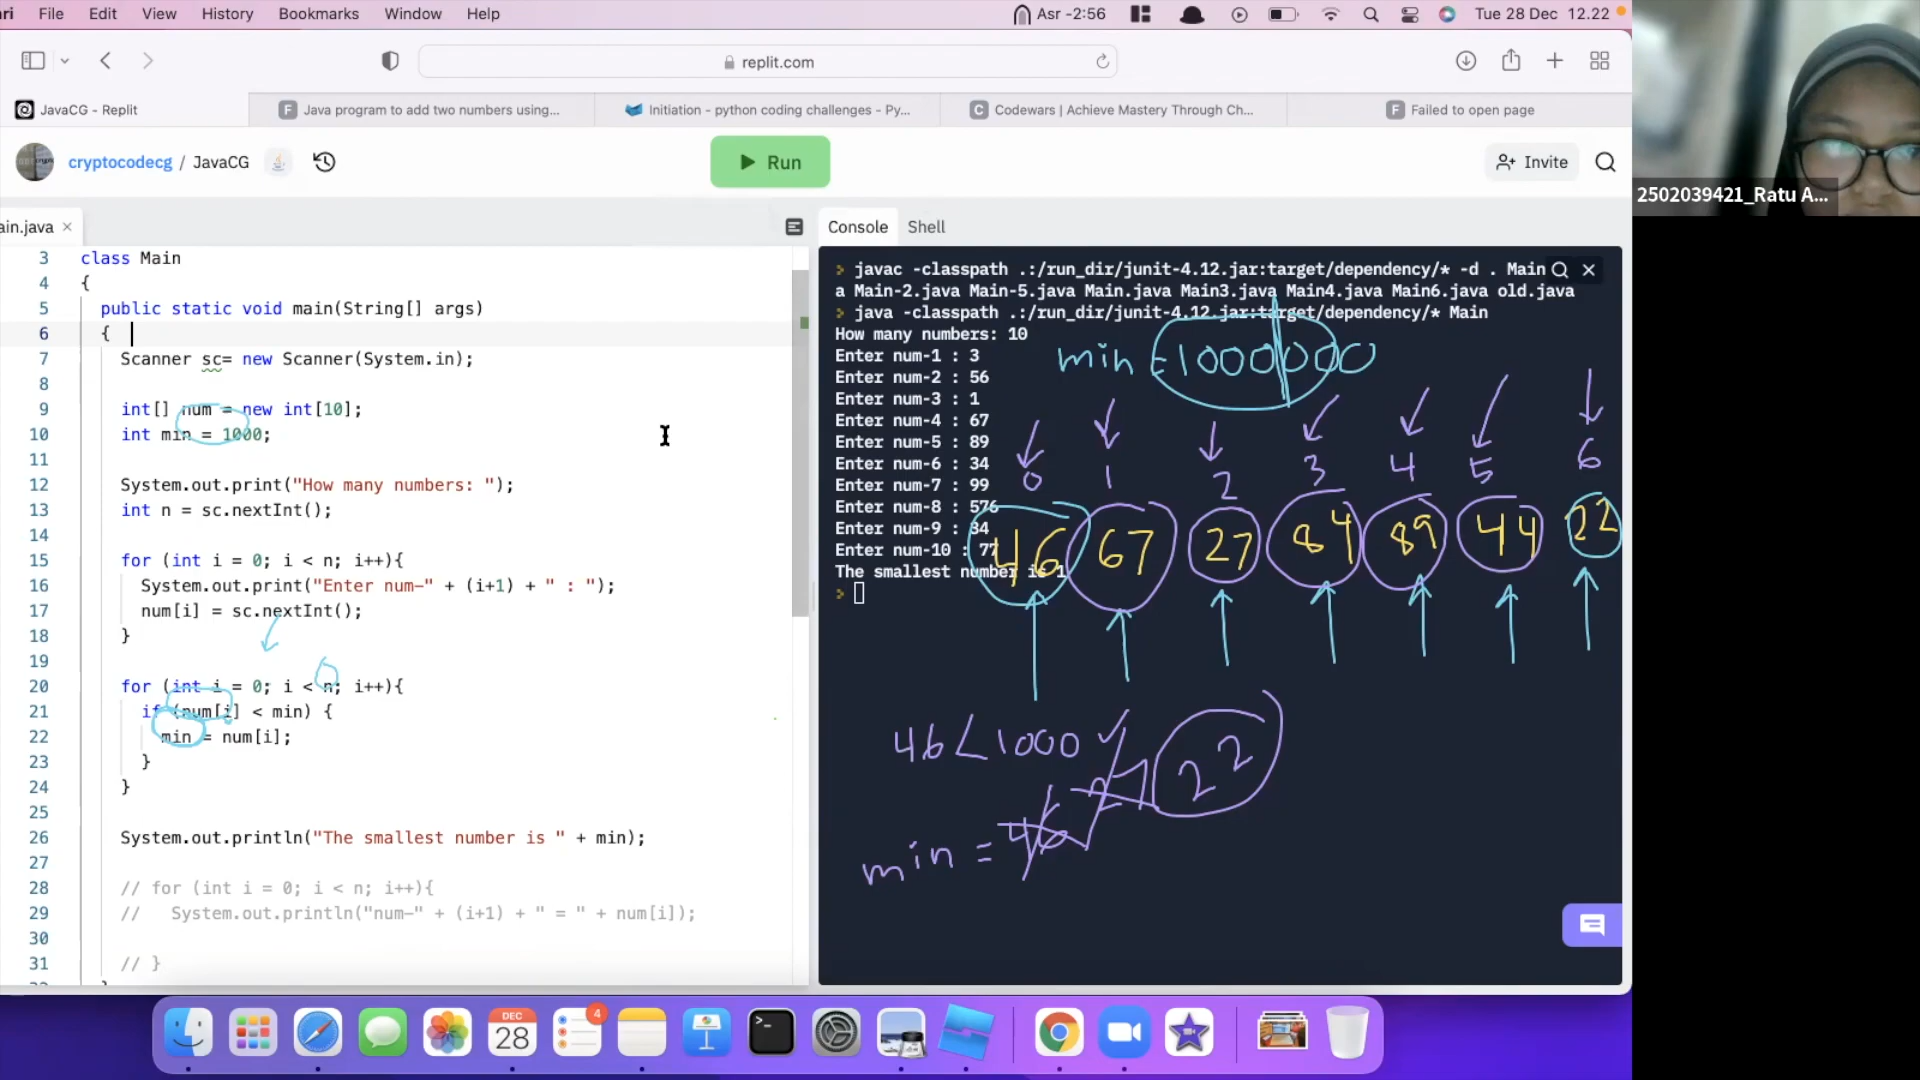 ari File Edit View History Bookmarks Window Help Asr -2:56 Tue 28 Dec 12.22
replit.com
JavaCG - Replit
F Java program to add two numbers using...
Initiation - python coding challenges - Py...
C Codewars | Achieve Mastery Through Ch...
F Failed to open page
cryptocodecg / JavaCG
Run
Invite
ain.java ×
3 class Main
4 {
5 public static void main(String[] args)
6 {
7 Scanner sc= new Scanner(System.in);
8
9 int[] num = new int[10];
10 int min = 1000;
11
12 System.out.print("How many numbers: ");
13 int n = sc.nextInt();
14
15 for (int i = 0; i < n; i++){
16 System.out.print("Enter num-" + (i+1) + " : ");
17 num[i] = sc.nextInt();
18 }
19
20 for (int i = 0; i < n; i++){
21 if (num[i] < min) {
22 min = num[i];
23 }
24 }
25
26 System.out.println("The smallest number is " + min);
27
28 // for (int i = 0; i < n; i++){
29 // System.out.println("num-" + (i+1) + " = " + num[i]);
30
31 // }
Console Shell
javac -classpath .:/run_dir/junit-4.12.jar:target/dependency/* -d . Main
a Main-2.java Main-5.java Main.java Main3.java Main4.java Main6.java old.java
java -classpath .:/run_dir/junit-4.12.jar:target/dependency/* Main
How many numbers: 10
Enter num-1 : 3
Enter num-2 : 56
Enter num-3 : 1
Enter num-4 : 67
Enter num-5 : 89
Enter num-6 : 34
Enter num-7 : 99
Enter num-8 : 576
Enter num-9 : 34
Enter num-10 : 77
The smallest number is 1
min = 1000000
0 1 2 3 4 5 6
46 67 27 84 89 44 22
46 < 1000 ✓
min = 46 27 22
2502039421_Ratu A...
4
DEC
28